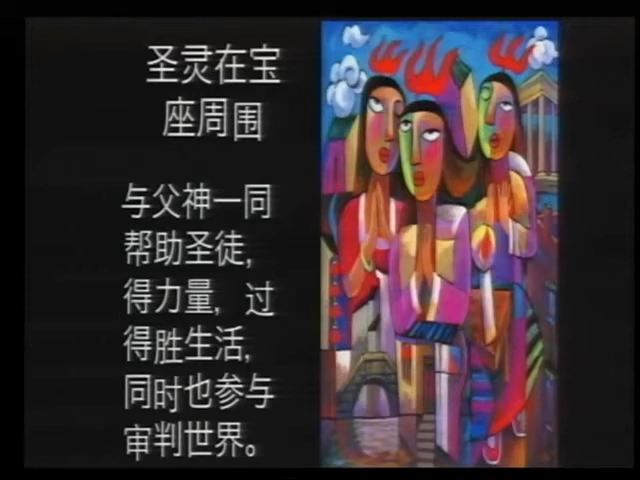 圣灵在宝
座周围
与父神一同
帮助圣徒,
得力量, 过
得胜生活,
同时也参与
审判世界。